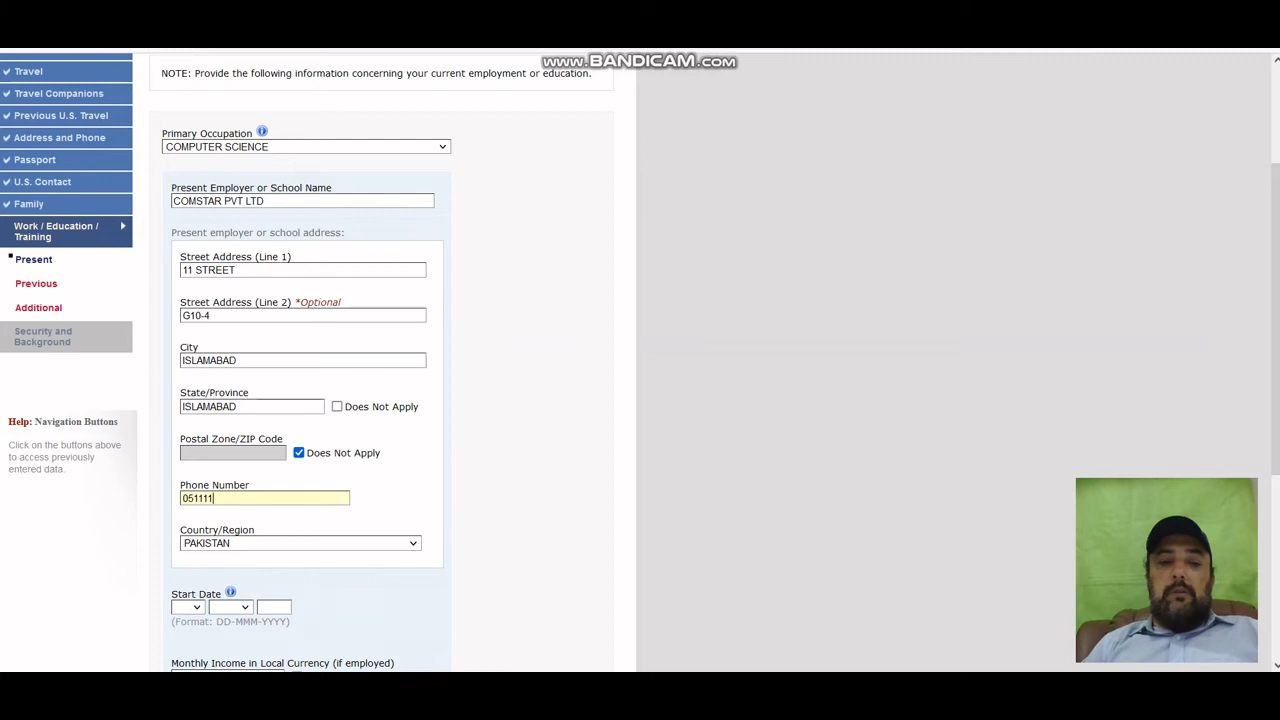 www.BANDICAM.com
Travel
Travel Companions
Previous U.S. Travel
Address and Phone
Passport
U.S. Contact
Family
Work / Education /
Training
Present
Previous
Additional
Security and
Background
Help: Navigation Buttons
Click on the buttons above
to access previously
entered data.
NOTE: Provide the following information concerning your current employment or education.
Primary Occupation
COMPUTER SCIENCE
Present Employer or School Name
COMSTAR PVT LTD
Present employer or school address:
Street Address (Line 1)
11 STREET
Street Address (Line 2) *Optional
G10-4
City
ISLAMABAD
State/Province
ISLAMABAD
Does Not Apply
Postal Zone/ZIP Code
Does Not Apply
Phone Number
051111
Country/Region
PAKISTAN
Start Date
(Format: DD-MMM-YYYY)
Monthly Income in Local Currency (if employed)